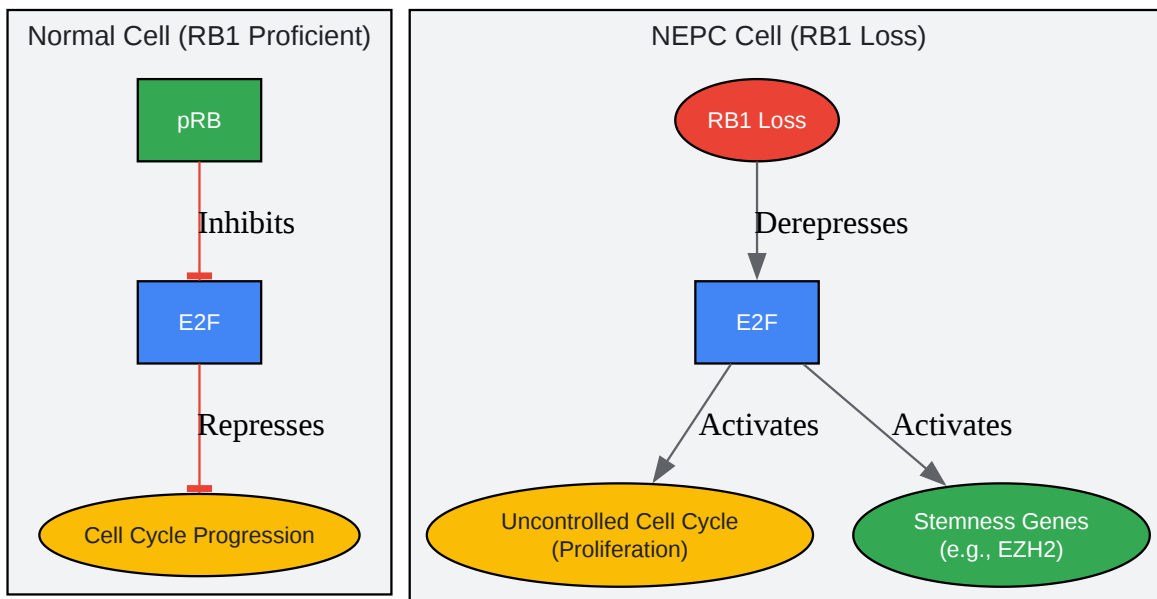 Normal Cell (RB1 Proficient)
pRB
Inhibits
E2F
Represses
Cell Cycle Progression
NEPC Cell (RB1 Loss)
RB1 Loss
Derepresses
E2F
Activates
Activates
Uncontrolled Cell Cycle
(Proliferation)
Stemness Genes
(e.g., EZH2)